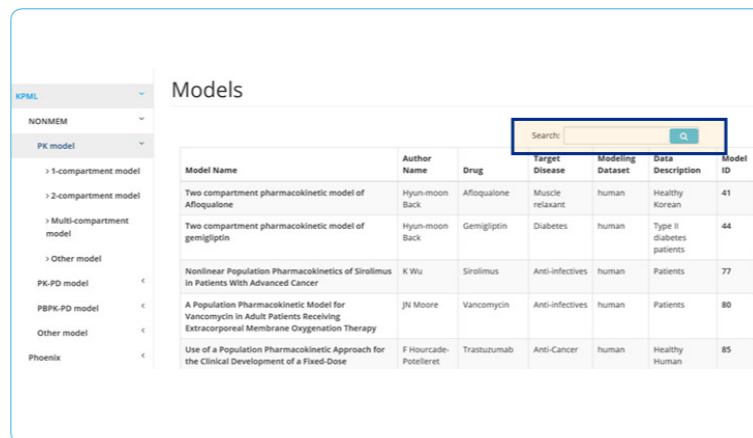 Models
KPML
NONMEM
PK model
> 1-compartment model
> 2-compartment model
> Multi-compartment
model
> Other model
PK-PD model
PBPK-PD model
Other model
Phoenix
Search:
Model Name
Author
Name
Drug
Target
Disease
Modeling
Dataset
Data
Description
Model
ID
Two compartment pharmacokinetic model of
Afloqualone
Hyun-moon
Back
Afloqualone
Muscle
relaxant
human
Healthy
Korean
41
Two compartment pharmacokinetic model of
gemigliptin
Hyun-moon
Back
Gemigliptin
Diabetes
human
Type II
diabetes
patients
44
Nonlinear Population Pharmacokinetics of Sirolimus
in Patients With Advanced Cancer
K Wu
Sirolimus
Anti-infectives
human
Patients
77
A Population Pharmacokinetic Model for
Vancomycin in Adult Patients Receiving
Extracorporeal Membrane Oxygenation Therapy
JN Moore
Vancomycin
Anti-infectives
human
Patients
80
Use of a Population Pharmacokinetic Approach for
the Clinical Development of a Fixed-Dose
F Hourcade-
Potelleret
Trastuzumab
Anti-Cancer
human
Healthy
Human
85